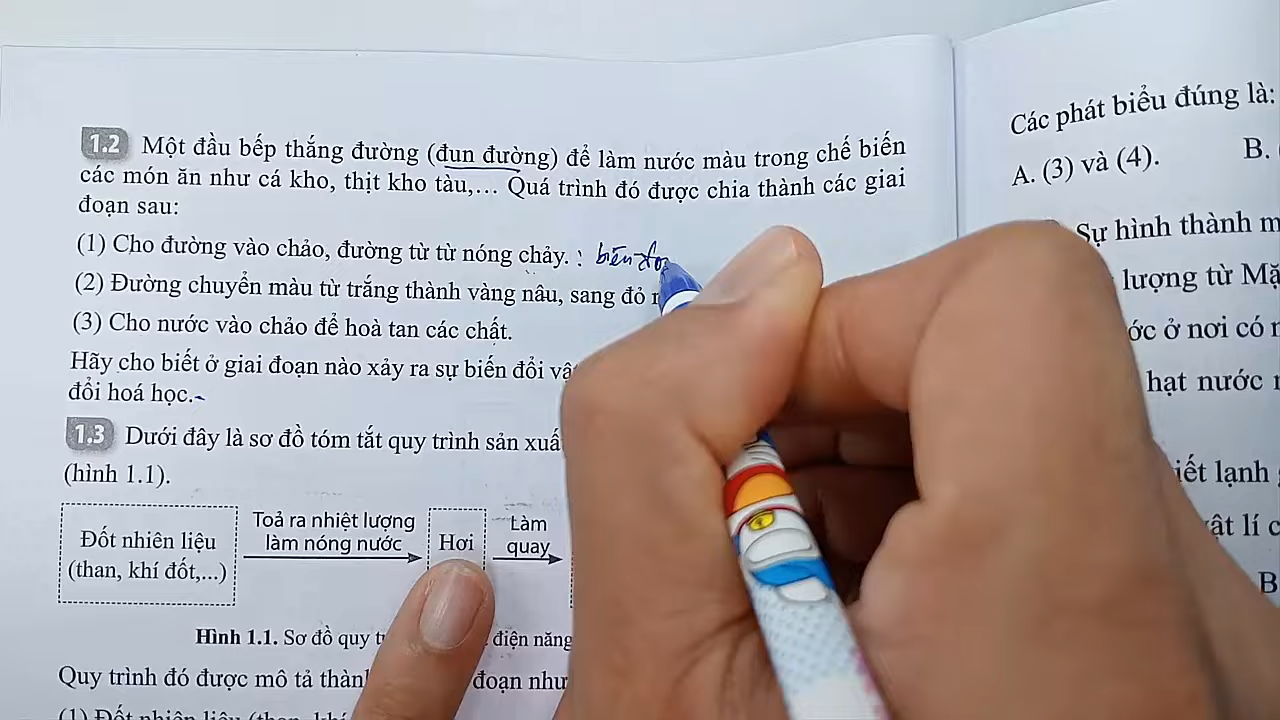 1.2 Một đầu bếp thắng đường (đun đường) để làm nước màu trong chế biến
các món ăn như cá kho, thịt kho tàu,... Quá trình đó được chia thành các giai
đoạn sau:
(1) Cho đường vào chảo, đường từ từ nóng chảy. : biến
(2) Đường chuyển màu từ trắng thành vàng nâu, sang đỏ
(3) Cho nước vào chảo để hoà tan các chất.
Hãy cho biết ở giai đoạn nào xảy ra sự biến đổi
đổi hoá học.
1.3 Dưới đây là sơ đồ tóm tắt quy trình sản
(hình 1.1).
Đốt nhiên liệu
(than, khí đốt,...)
Toả ra nhiệt lượng
làm nóng nước
Hơi
Làm
quay
Hình 1.1. Sơ đồ quy điện năng
Quy trình đó được mô tả đoạn như
(1) Đốt nhiên liệu (than,
Các phát biểu đúng là:
A. (3) và (4). B.
Sự hình thành
lượng từ
ở nơi có
hạt nước
lạnh
lí
B